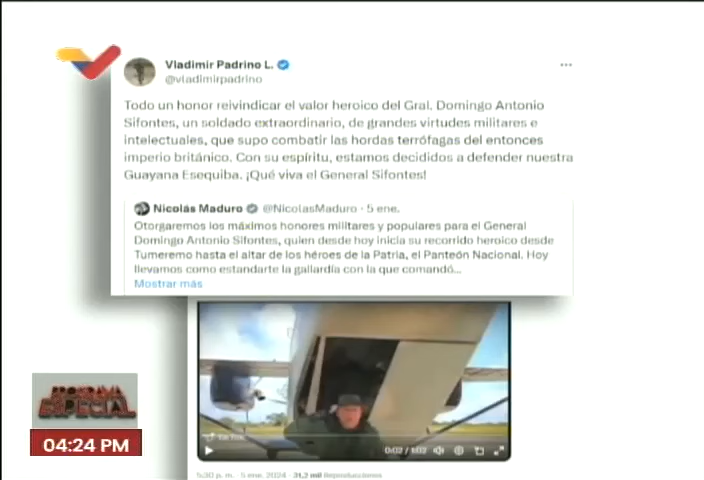 Vladimir Padrino L.
@vladimirpadrino
Todo un honor reivindicar el valor heroico del Gral. Domingo Antonio
Sifontes, un soldado extraordinario, de grandes virtudes militares e
intelectuales, que supo combatir las hordas terrófagas del entonces
imperio británico. Con su espíritu, estamos decididos a defender nuestra
Guayana Esequiba. ¡Qué viva el General Sifontes!
Nicolás Maduro @NicolasMaduro · 5 ene.
Otorgaremos los máximos honores militares y populares para el General
Domingo Antonio Sifontes, quien desde hoy inicia su recorrido heroico desde
Tumeremo hasta el altar de los héroes de la Patria, el Panteón Nacional. Hoy
llevamos como estandarte la gallardía con la que comandó...
Mostrar más
TikTok
0:02 / 1:03
PROGRAMA
ESPECIAL
04:24 PM
5:30 p. m. · 5 ene. 2024 · 31,2 mil Reproducciones